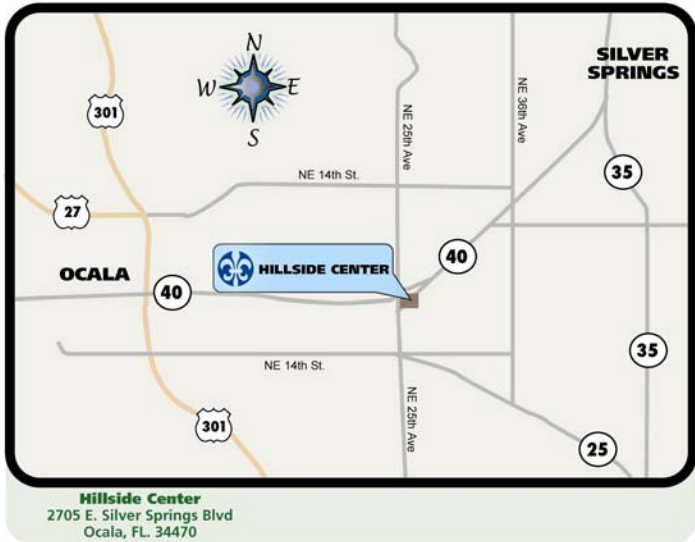 N
W
E
S
SILVER
SPRINGS
301
NE 25th Ave
NE 36th Ave
NE 14th St.
35
27
OCALA
HILLSIDE CENTER
40
40
35
NE 14th St.
NE 25th Ave
301
25
Hillside Center
2705 E. Silver Springs Blvd
Ocala, FL. 34470